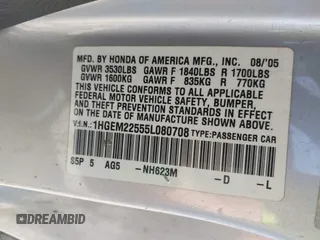 MFD. BY HONDA OF AMERICA MFG., INC. 08/'05
GVWR 3530LBS GAWR F 1840LBS R 1700LBS
GVWR 1600KG GAWR F 835KG R 770KG
THIS VEHICLE CONFORMS TO ALL APPLICABLE
FEDERAL MOTOR VEHICLE SAFETY, BUMPER,
AND THEFT PREVENTION STANDARDS IN EFFECT
ON THE DATE OF MANUFACTURE SHOWN ABOVE.
V.I.N: 1HGEM22555L080708 TYPE:PASSENGER CAR
S5P 5 AG5 -NH623M -D -L
DREAMBID